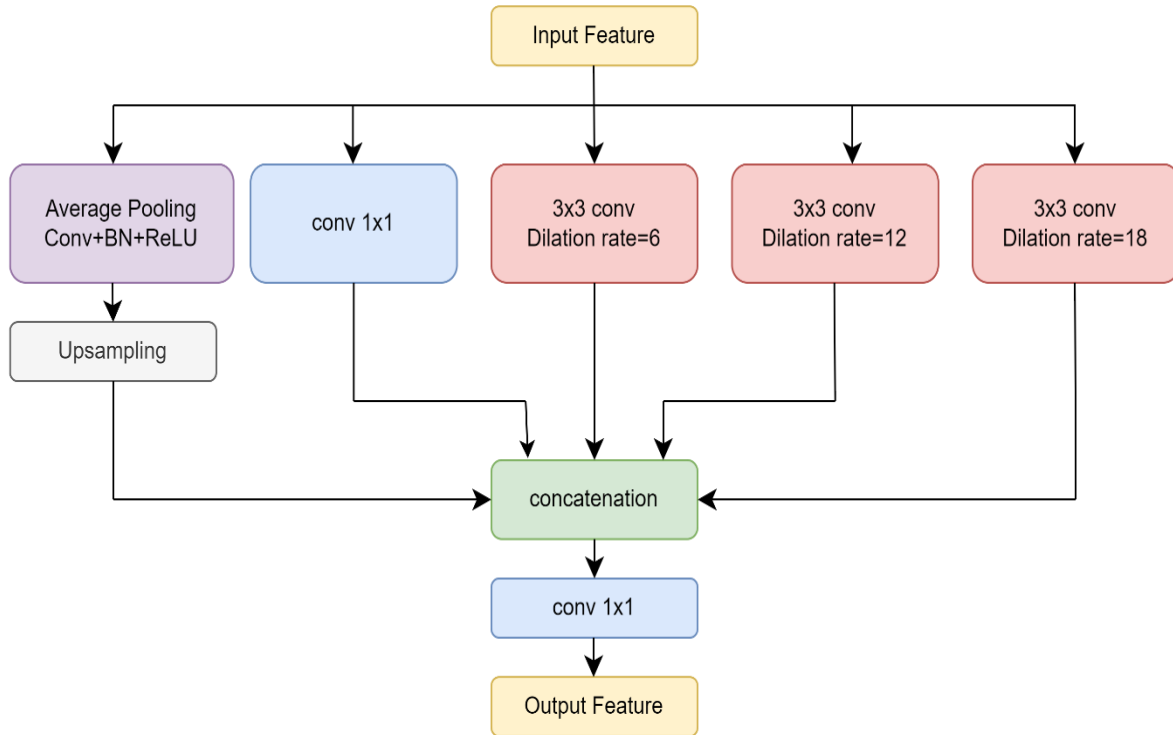 Input Feature
Average Pooling
Conv+BN+ReLU
conv 1x1
3x3 conv
Dilation rate=6
3x3 conv
Dilation rate=12
3x3 conv
Dilation rate=18
Upsampling
concatenation
conv 1x1
Output Feature